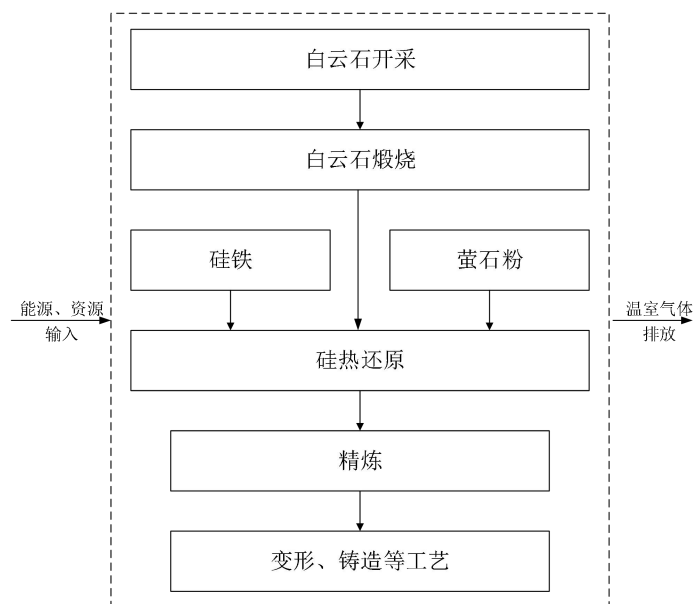 白云石开采
白云石煅烧
硅铁
萤石粉
能源、资源
输入
温室气体
排放
硅热还原
精炼
变形、铸造等工艺